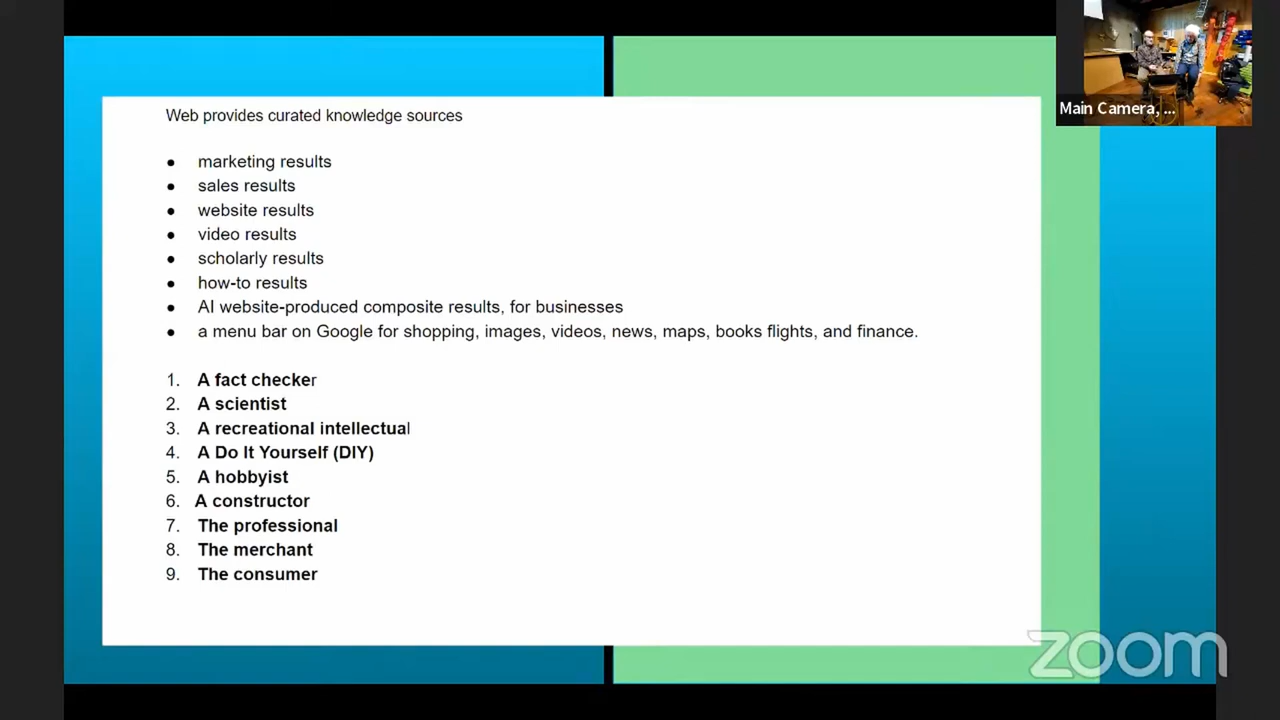 Web provides curated knowledge sources
● marketing results
● sales results
● website results
● video results
● scholarly results
● how-to results
● AI website-produced composite results, for businesses
● a menu bar on Google for shopping, images, videos, news, maps, books flights, and finance.
1. A fact checker
2. A scientist
3. A recreational intellectual
4. A Do It Yourself (DIY)
5. A hobbyist
6. A constructor
7. The professional
8. The merchant
9. The consumer
Main Camera, ...
zoom